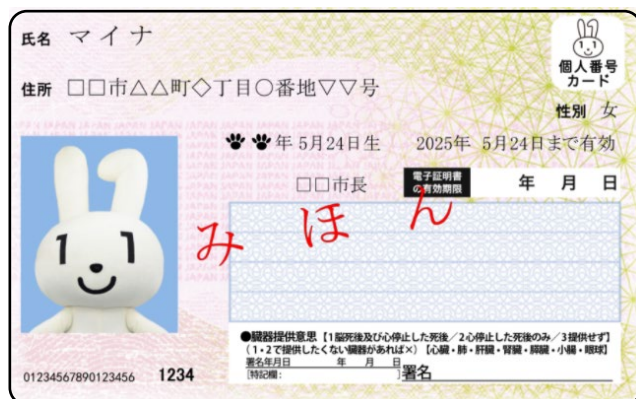 氏名 マイナ
個人番号
カード
住所 □□市△△町◇丁目○番地▽▽号
性別 女
年 5月24日生 2025年 5月24日まで有効
□□市長
電子証明書
の有効期限
年 月 日
みほん
●臓器提供意思【1脳死後及び心停止した死後/2心停止した死後のみ/3提供せず】
(1・2で提供したくない臓器があれば×)【心臓・肺・肝臓・腎臓・膵臓・小腸・眼球】
署名年月日 年 月 日
[特記欄: ]署名
01234567890123456 1234